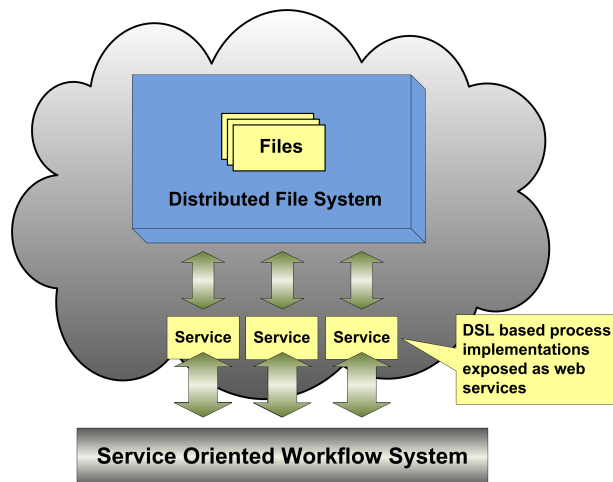 Files
Distributed File System
Service Service Service
DSL based process
implementations
exposed as web
services
Service Oriented Workflow System